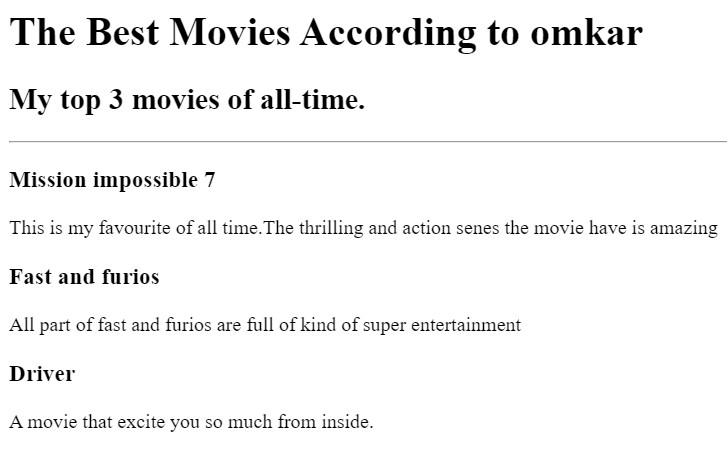 The Best Movies According to omkar
My top 3 movies of all-time.
Mission impossible 7
This is my favourite of all time.The thrilling and action senes the movie have is amazing
Fast and furios
All part of fast and furios are full of kind of super entertainment
Driver
A movie that excite you so much from inside.